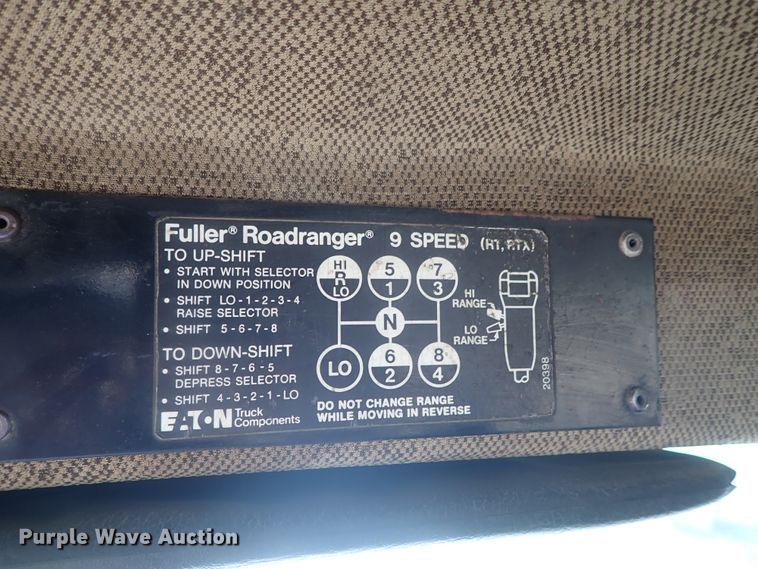 Fuller® Roadranger® 9 SPEED (RT, RTX)
TO UP-SHIFT
• START WITH SELECTOR
IN DOWN POSITION
• SHIFT LO-1-2-3-4
RAISE SELECTOR
• SHIFT 5-6-7-8
TO DOWN-SHIFT
• SHIFT 8-7-6-5
DEPRESS SELECTOR
• SHIFT 4-3-2-1-LO
EATON Truck
Components
HI
R
LO
5
1
7
3
N
LO
6
2
8
4
HI
RANGE
LO
RANGE
DO NOT CHANGE RANGE
WHILE MOVING IN REVERSE
20398
Purple Wave Auction